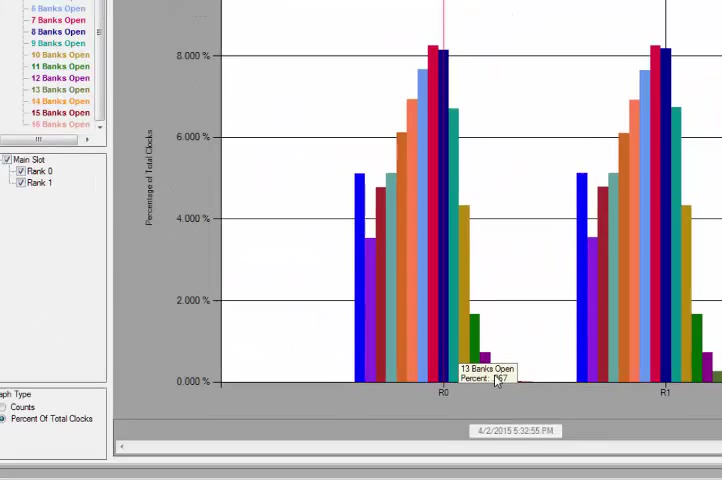 6 Banks Open
7 Banks Open
8 Banks Open
9 Banks Open
10 Banks Open
11 Banks Open
12 Banks Open
13 Banks Open
14 Banks Open
15 Banks Open
16 Banks Open
Main Slot
Rank 0
Rank 1
aph Type
Counts
Percent Of Total Clocks
Percentage of Total Clocks
8.000 %
6.000 %
4.000 %
2.000 %
0.000 %
13 Banks Open
Percent:
R0
R1
4/2/2015 5:32:55 PM